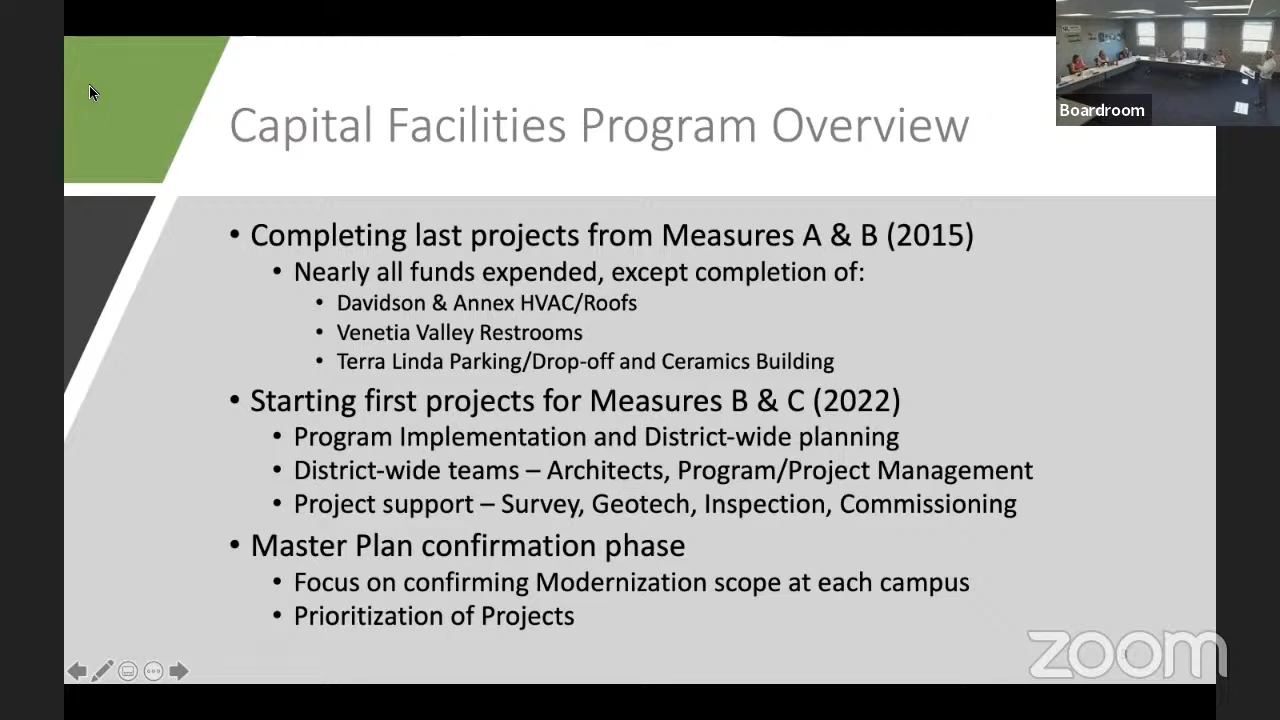 Boardroom
Capital Facilities Program Overview
• Completing last projects from Measures A & B (2015)
• Nearly all funds expended, except completion of:
• Davidson & Annex HVAC/Roofs
• Venetia Valley Restrooms
• Terra Linda Parking/Drop-off and Ceramics Building
• Starting first projects for Measures B & C (2022)
• Program Implementation and District-wide planning
• District-wide teams – Architects, Program/Project Management
• Project support – Survey, Geotech, Inspection, Commissioning
• Master Plan confirmation phase
• Focus on confirming Modernization scope at each campus
• Prioritization of Projects
zoom